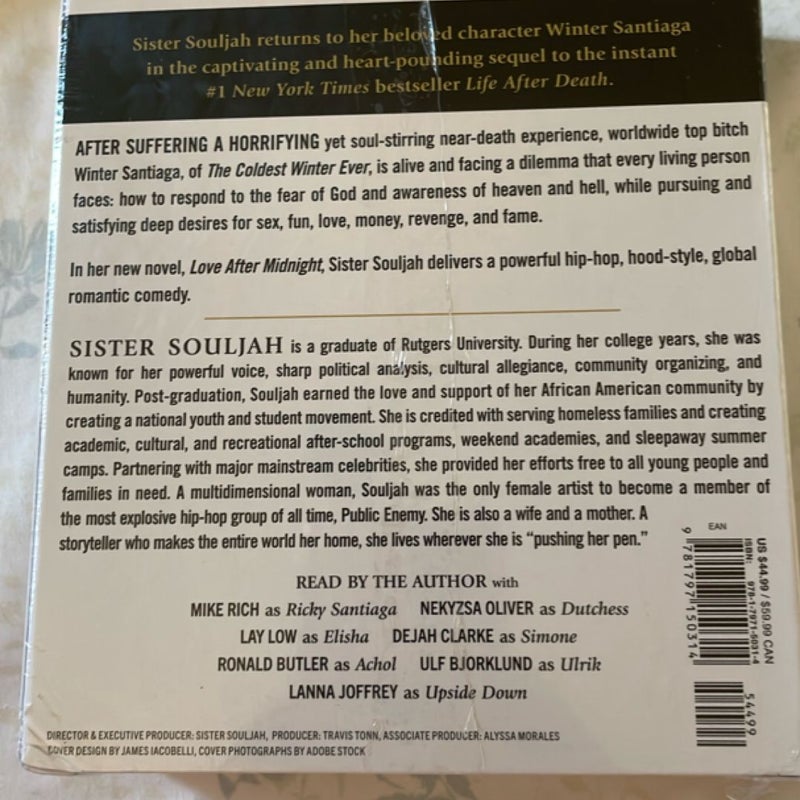 Sister Souljah returns to her beloved character Winter Santiaga
in the captivating and heart-pounding sequel to the instant
#1 New York Times bestseller Life After Death.
AFTER SUFFERING A HORRIFYING yet soul-stirring near-death experience, worldwide top bitch
Winter Santiaga, of The Coldest Winter Ever, is alive and facing a dilemma that every living person
faces: how to respond to the fear of God and awareness of heaven and hell, while pursuing and
satisfying deep desires for sex, fun, love, money, revenge, and fame.
In her new novel, Love After Midnight, Sister Souljah delivers a powerful hip-hop, hood-style, global
romantic comedy.
SISTER SOULJAH is a graduate of Rutgers University. During her college years, she was
known for her powerful voice, sharp political analysis, cultural allegiance, community organizing, and
humanity. Post-graduation, Souljah earned the love and support of her African American community by
creating a national youth and student movement. She is credited with serving homeless families and creating
academic, cultural, and recreational after-school programs, weekend academies, and sleepaway summer
camps. Partnering with major mainstream celebrities, she provided her efforts free to all young people and
families in need. A multidimensional woman, Souljah was the only female artist to become a member of
the most explosive hip-hop group of all time, Public Enemy. She is also a wife and a mother. A
storyteller who makes the entire world her home, she lives wherever she is “pushing her pen.”
READ BY THE AUTHOR with
MIKE RICH as Ricky Santiaga NEKYZSA OLIVER as Dutchess
LAY LOW as Elisha DEJAH CLARKE as Simone
RONALD BUTLER as Achol ULF BJORKLUND as Ulrik
LANNA JOFFREY as Upside Down
DIRECTOR & EXECUTIVE PRODUCER: SISTER SOULJAH, PRODUCER: TRAVIS TONN, ASSOCIATE PRODUCER: ALYSSA MORALES
COVER DESIGN BY JAMES IACOBELLI, COVER PHOTOGRAPHS BY ADOBE STOCK
EAN
9 781797 150314
ISBN: 978-1-7971-5031-4
US $44.99 / $59.99 CAN
54499